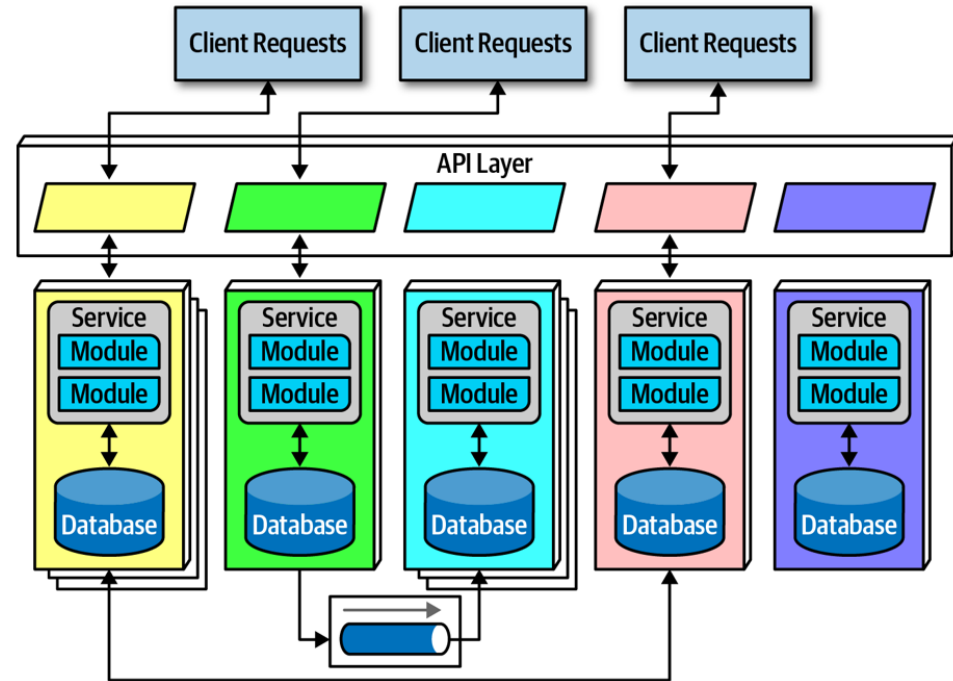 Client Requests
Client Requests
Client Requests
API Layer
Service
Module
Module
Database
Service
Module
Module
Database
Service
Module
Module
Database
Service
Module
Module
Database
Service
Module
Module
Database